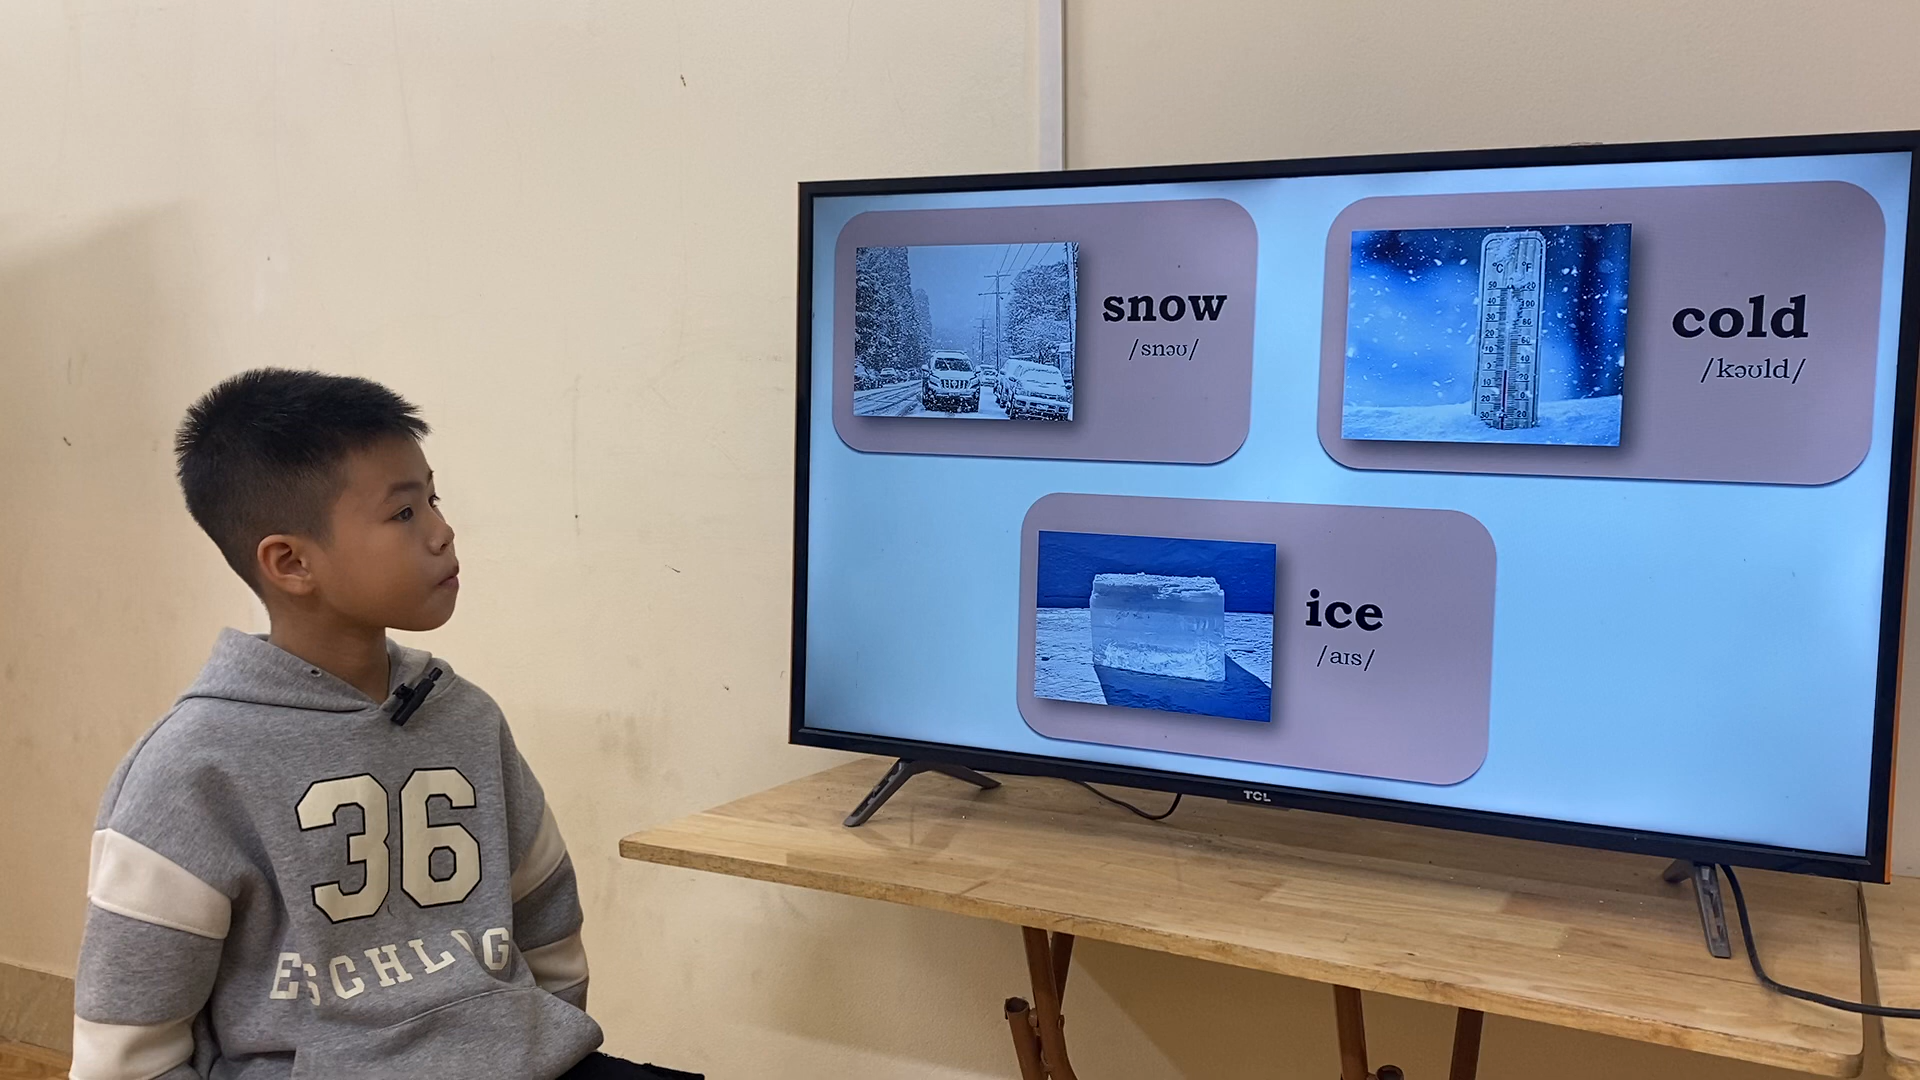 snow
/snəʊ/
cold
/kəʊld/
°C °F
ice
/aɪs/
TCL
36